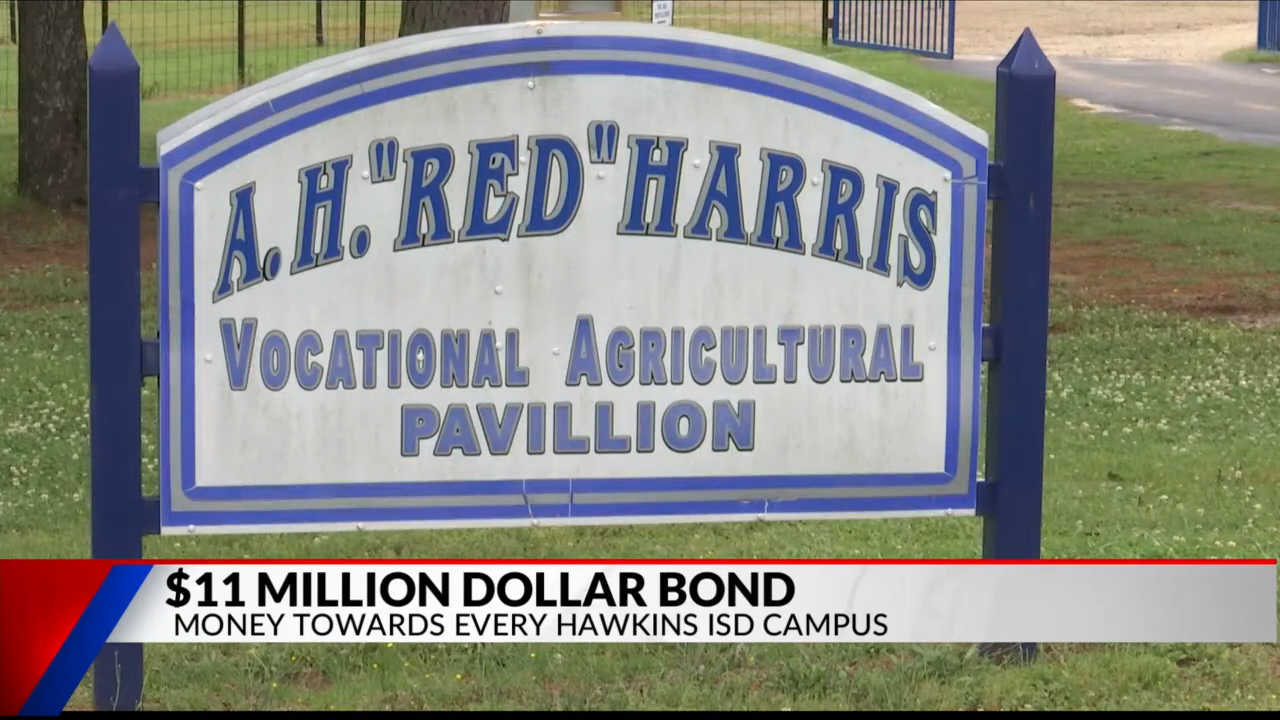 A. H. "RED" HARRIS
VOCATIONAL AGRICULTURAL
PAVILLION
$11 MILLION DOLLAR BOND
MONEY TOWARDS EVERY HAWKINS ISD CAMPUS